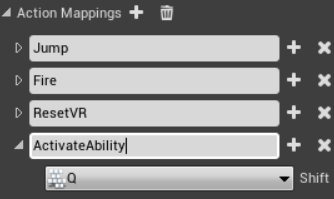 Action Mappings
Jump
Fire
ResetVR
ActivateAbility
Q Shift